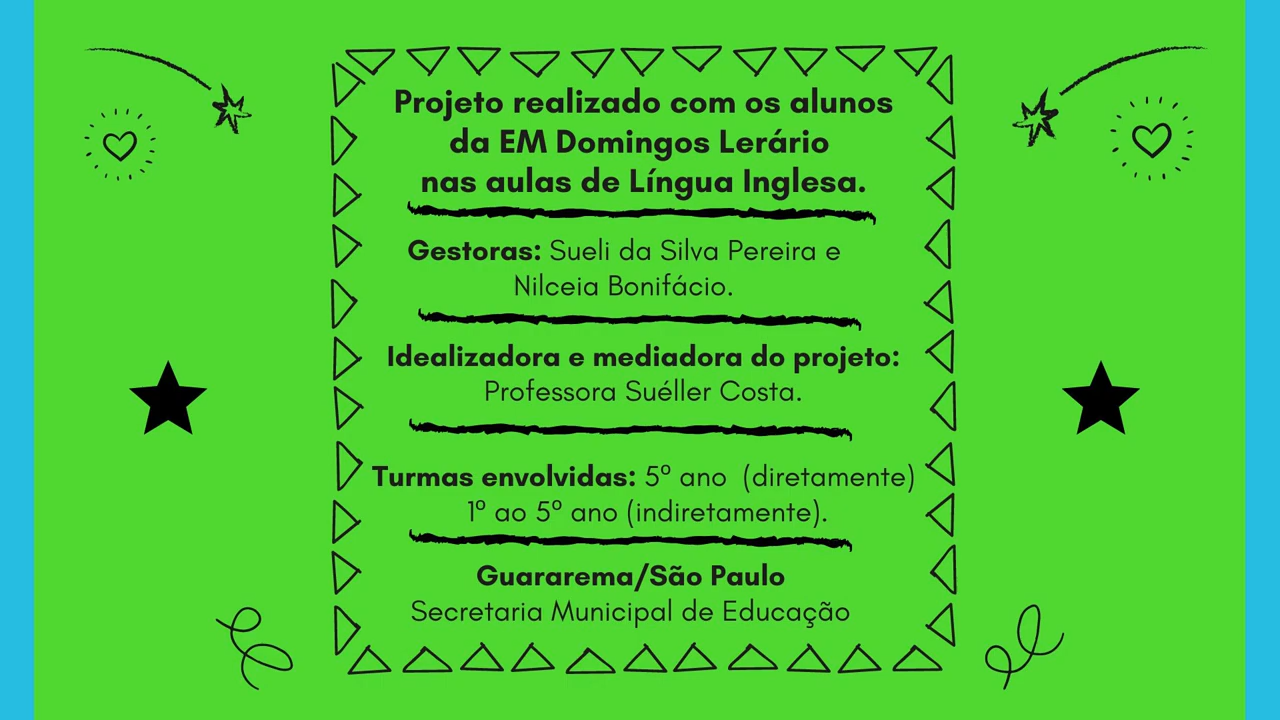 Projeto realizado com os alunos
da EM Domingos Lerário
nas aulas de Língua Inglesa.
Gestoras: Sueli da Silva Pereira e
Nilceia Bonifácio.
Idealizadora e mediadora do projeto:
Professora Suéller Costa.
Turmas envolvidas: 5º ano (diretamente)
1º ao 5º ano (indiretamente).
Guararema/São Paulo
Secretaria Municipal de Educação